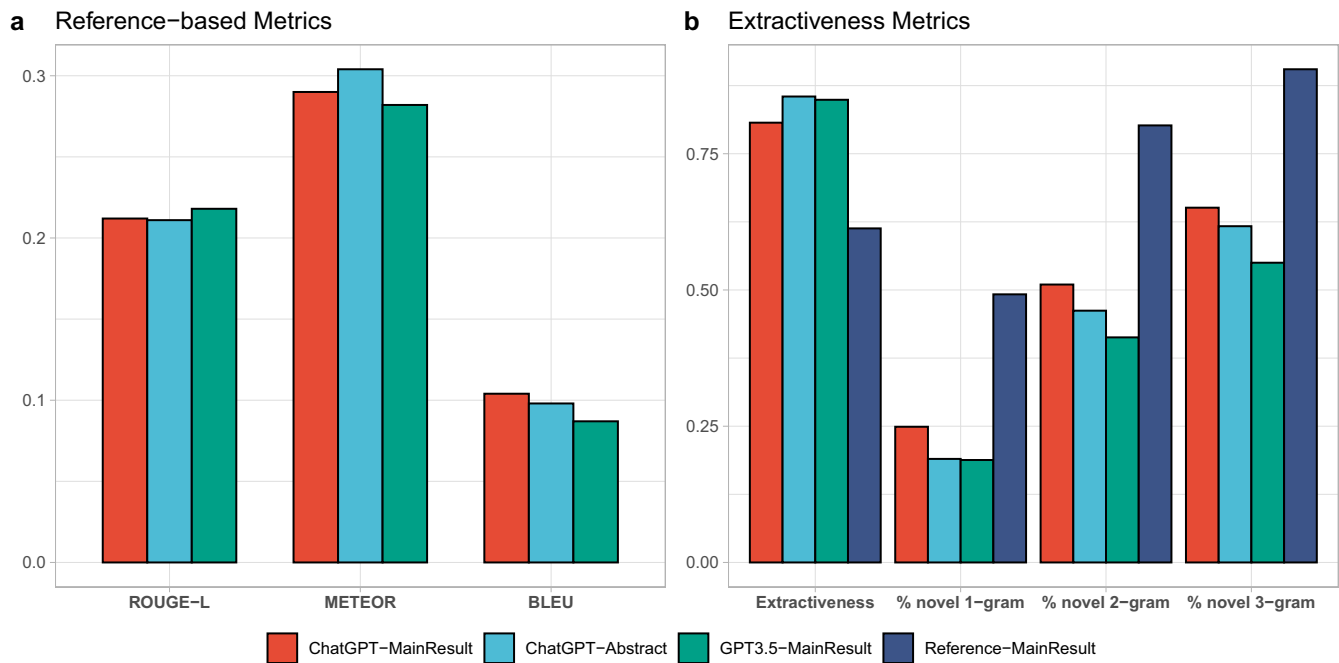 a Reference−based Metrics
0.3
0.2
0.1
0.0
ROUGE−L METEOR BLEU
b Extractiveness Metrics
0.75
0.50
0.25
0.00
Extractiveness % novel 1−gram % novel 2−gram % novel 3−gram
ChatGPT−MainResult ChatGPT−Abstract GPT3.5−MainResult Reference−MainResult